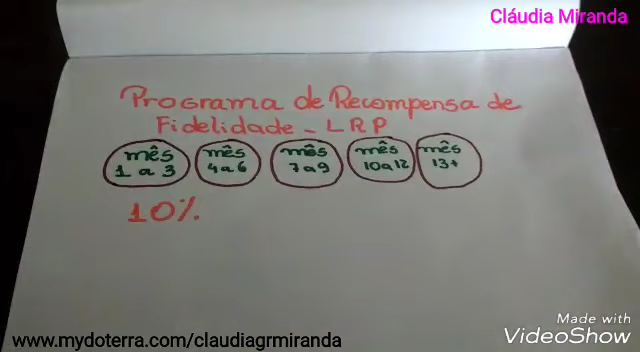 Cláudia Miranda
Programa de Recompensa de
Fidelidade - LRP
mês
1 a 3
mês
4 a 6
mês
7 a 9
mês
10 a 12
mês
13+
10%
www.mydoterra.com/claudiagrmiranda
Made with
VideoShow